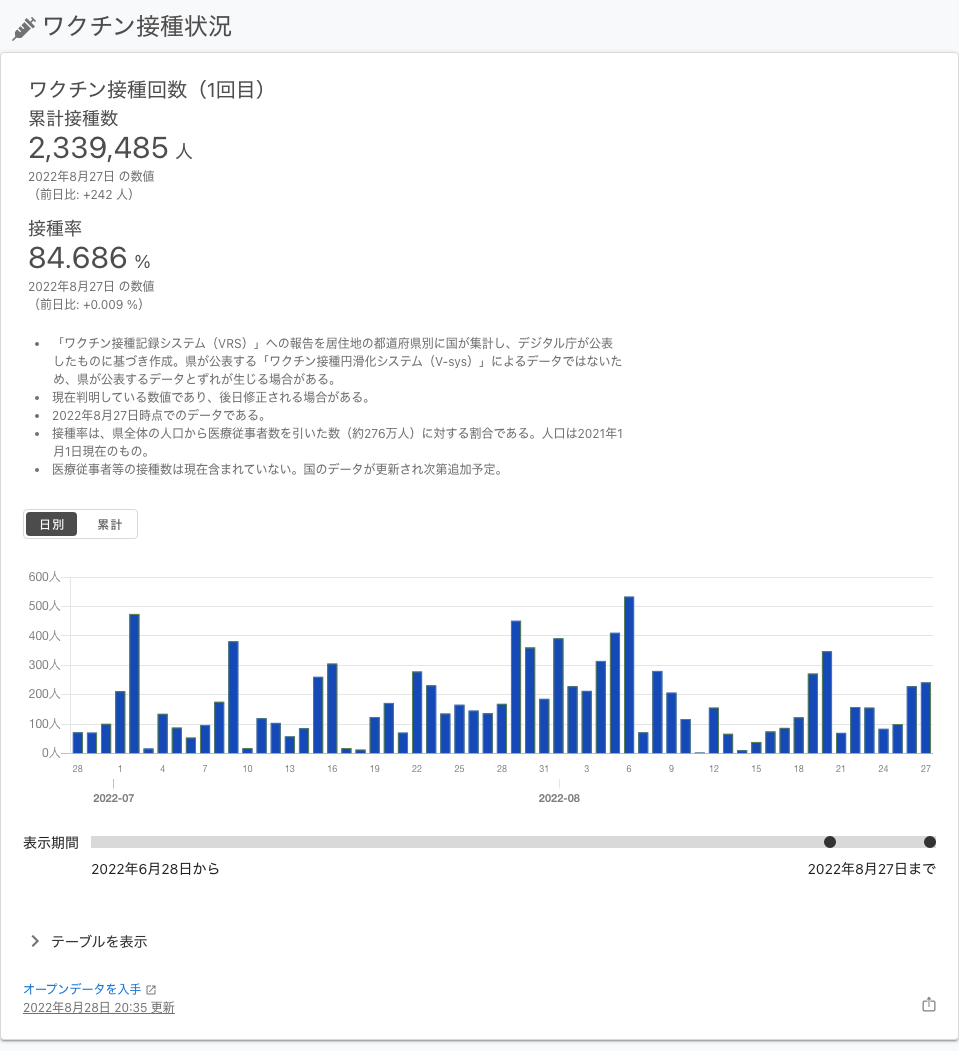 ワクチン接種状況
ワクチン接種回数（1回目）
累計接種数
2,339,485 人
2022年8月27日 の数値
（前日比: +242 人）
接種率
84.686 %
2022年8月27日 の数値
（前日比: +0.009 %）
• 「ワクチン接種記録システム（VRS）」への報告を居住地の都道府県別に国が集計し、デジタル庁が公表
したものに基づき作成。県が公表する「ワクチン接種円滑化システム（V-sys）」によるデータではないた
め、県が公表するデータとずれが生じる場合がある。
• 現在判明している数値であり、後日修正される場合がある。
• 2022年8月27日時点でのデータである。
• 接種率は、県全体の人口から医療従事者数を引いた数（約276万人）に対する割合である。人口は2021年1
月1日現在のもの。
• 医療従事者等の接種数は現在含まれていない。国のデータが更新され次第追加予定。
日別 累計
600人
500人
400人
300人
200人
100人
0人
28 1 4 7 10 13 16 19 22 25 28 31 3 6 9 12 15 18 21 24 27
2022-07 2022-08
表示期間
2022年6月28日から 2022年8月27日まで
テーブルを表示
オープンデータを入手
2022年8月28日 20:35 更新